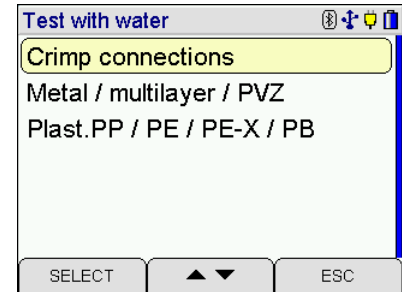 Test with water
Crimp connections
Metal / multilayer / PVZ
Plast.PP / PE / PE-X / PB
SELECT ▲ ▼ ESC